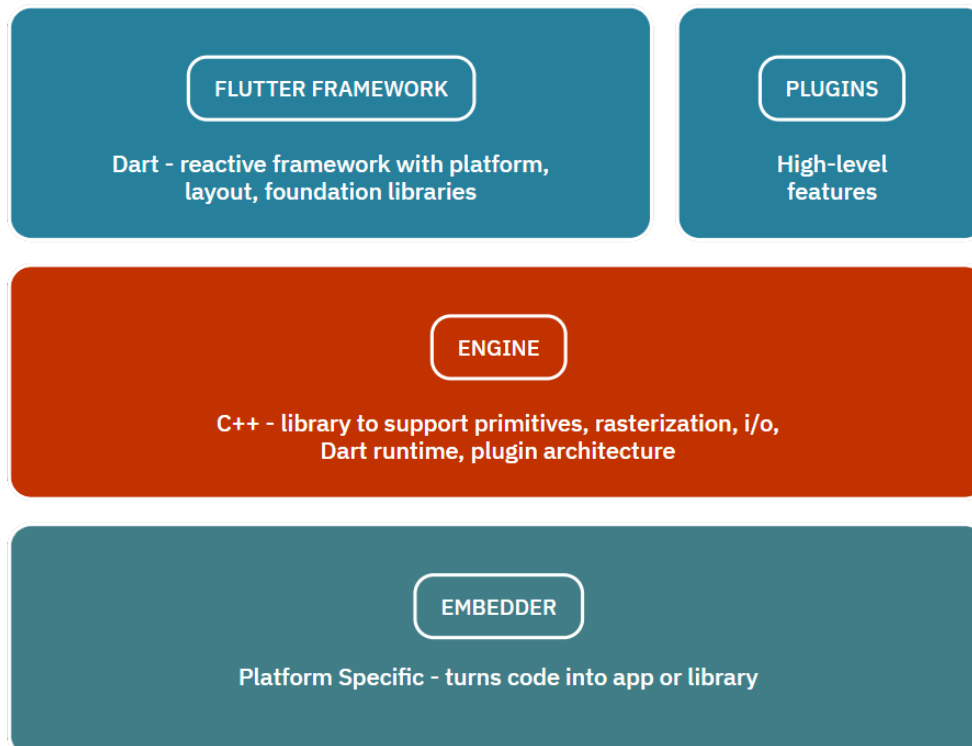 FLUTTER FRAMEWORK
Dart - reactive framework with platform,
layout, foundation libraries
PLUGINS
High-level
features
ENGINE
C++ - library to support primitives, rasterization, i/o,
Dart runtime, plugin architecture
EMBEDDER
Platform Specific - turns code into app or library